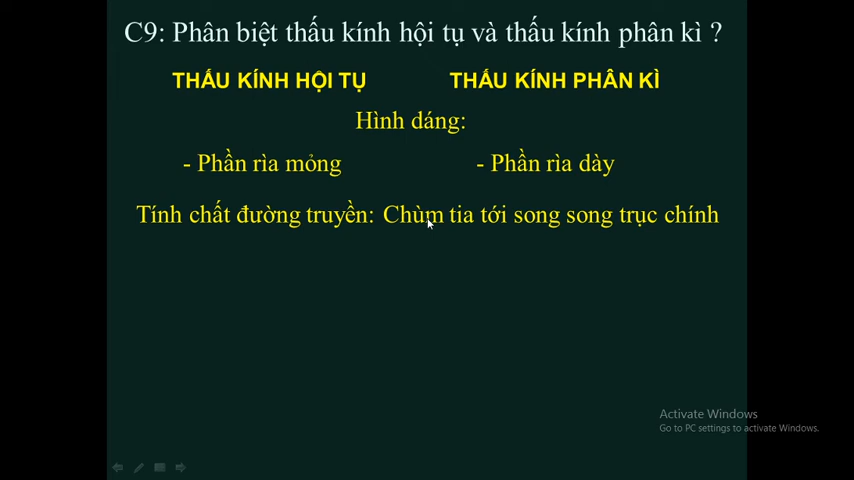 C9: Phân biệt thấu kính hội tụ và thấu kính phân kì ?
THẤU KÍNH HỘI TỤ THẤU KÍNH PHÂN KÌ
Hình dáng:
- Phần rìa mỏng - Phần rìa dày
Tính chất đường truyền: Chùm tia tới song song trục chính
Activate Windows
Go to PC settings to activate Windows.